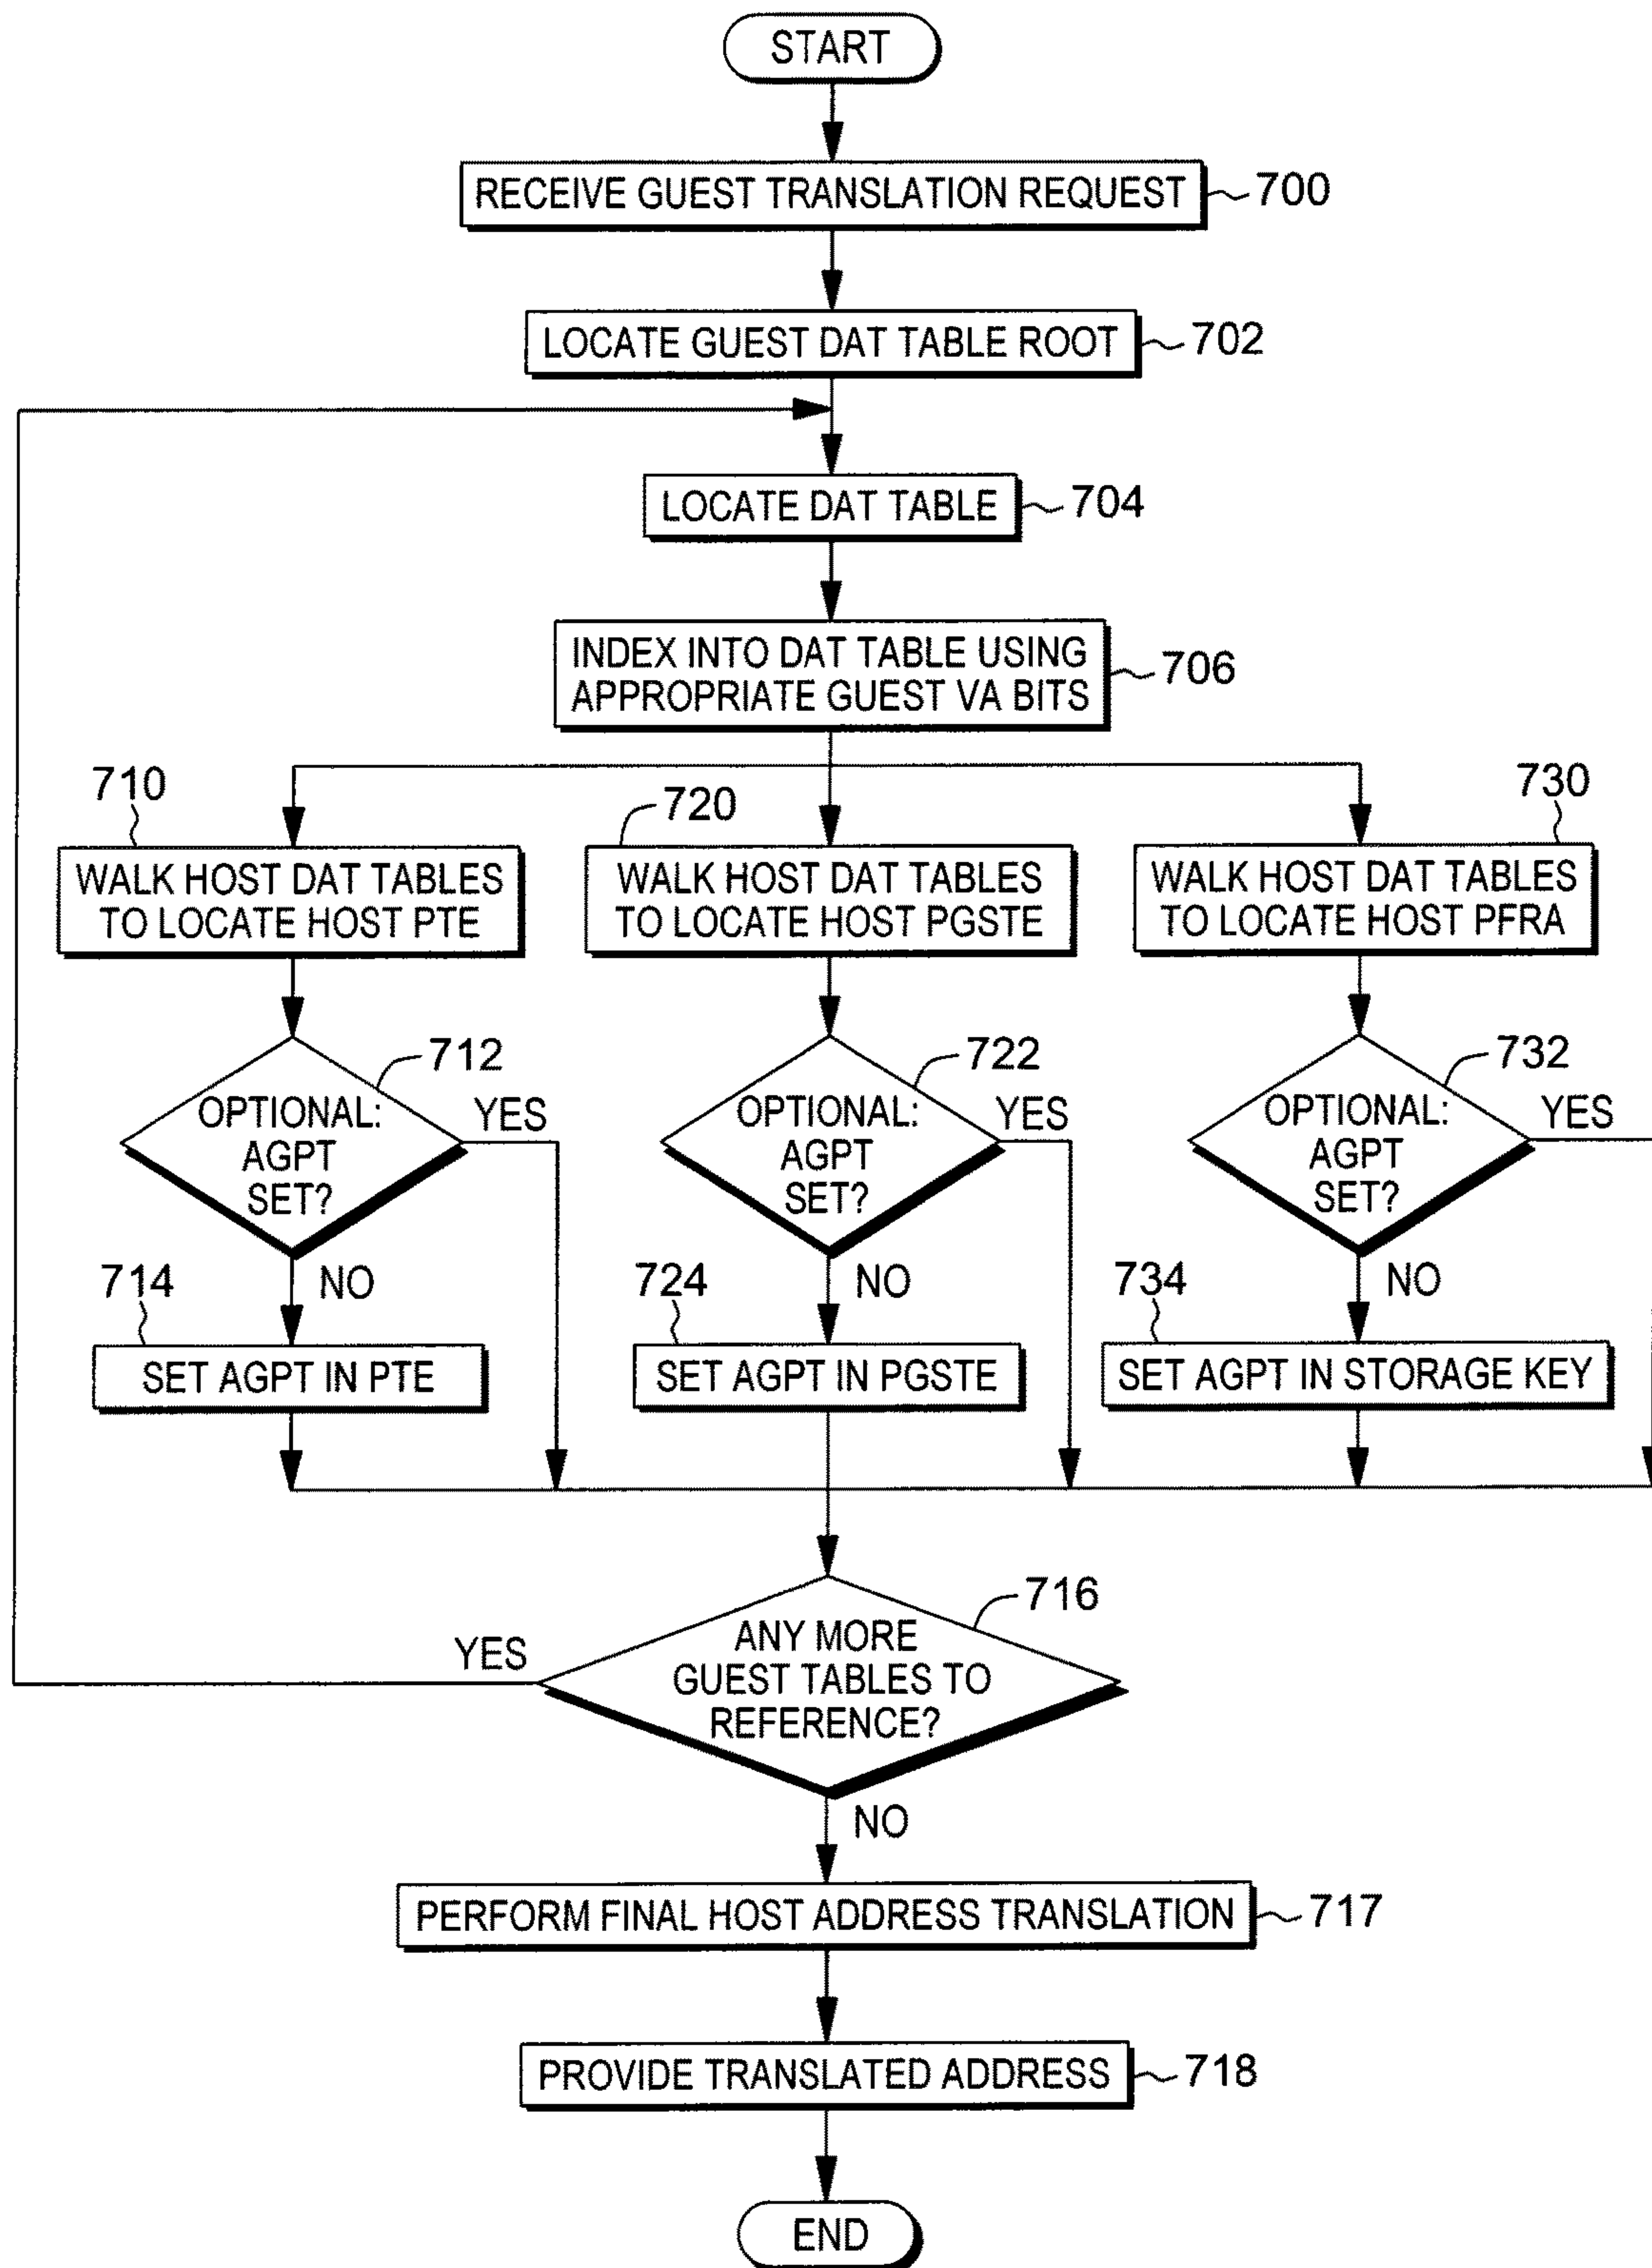 START
RECEIVE GUEST TRANSLATION REQUEST
700
LOCATE GUEST DAT TABLE ROOT
702
LOCATE DAT TABLE
704
INDEX INTO DAT TABLE USING
APPROPRIATE GUEST VA BITS
706
710
WALK HOST DAT TABLES
TO LOCATE HOST PTE
720
WALK HOST DAT TABLES
TO LOCATE HOST PGSTE
730
WALK HOST DAT TABLES
TO LOCATE HOST PFRA
712
OPTIONAL:
AGPT
SET?
YES
NO
722
OPTIONAL:
AGPT
SET?
YES
NO
732
OPTIONAL:
AGPT
SET?
YES
NO
714
SET AGPT IN PTE
724
SET AGPT IN PGSTE
734
SET AGPT IN STORAGE KEY
716
ANY MORE
GUEST TABLES TO
REFERENCE?
YES
NO
PERFORM FINAL HOST ADDRESS TRANSLATION
717
PROVIDE TRANSLATED ADDRESS
718
END